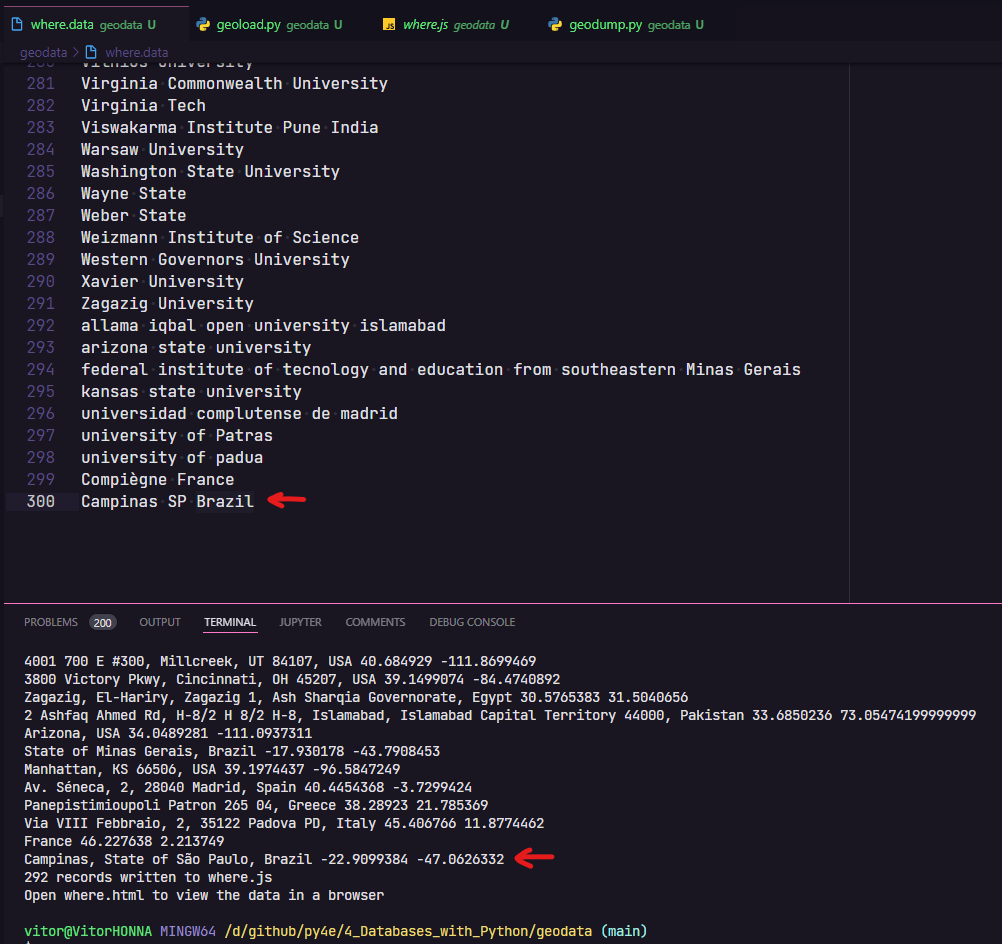 where.data geodata U
geoload.py geodata U
JS where.js geodata U
geodump.py geodata U
geodata > where.data
280 Vilnius University
281 Virginia Commonwealth University
282 Virginia Tech
283 Viswakarma Institute Pune India
284 Warsaw University
285 Washington State University
286 Wayne State
287 Weber State
288 Weizmann Institute of Science
289 Western Governors University
290 Xavier University
291 Zagazig University
292 allama iqbal open university islamabad
293 arizona state university
294 federal institute of tecnology and education from southeastern Minas Gerais
295 kansas state university
296 universidad complutense de madrid
297 university of Patras
298 university of padua
299 Compiègne France
300 Campinas SP Brazil
PROBLEMS 200 OUTPUT TERMINAL JUPYTER COMMENTS DEBUG CONSOLE
4001 700 E #300, Millcreek, UT 84107, USA 40.684929 -111.8699469
3800 Victory Pkwy, Cincinnati, OH 45207, USA 39.1499074 -84.4740892
Zagazig, El-Hariry, Zagazig 1, Ash Sharqia Governorate, Egypt 30.5765383 31.5040656
2 Ashfaq Ahmed Rd, H-8/2 H 8/2 H-8, Islamabad, Islamabad Capital Territory 44000, Pakistan 33.6850236 73.05474199999999
Arizona, USA 34.0489281 -111.0937311
State of Minas Gerais, Brazil -17.930178 -43.7908453
Manhattan, KS 66506, USA 39.1974437 -96.5847249
Av. Séneca, 2, 28040 Madrid, Spain 40.4454368 -3.7299424
Panepistimioupoli Patron 265 04, Greece 38.28923 21.785369
Via VIII Febbraio, 2, 35122 Padova PD, Italy 45.406766 11.8774462
France 46.227638 2.213749
Campinas, State of São Paulo, Brazil -22.9099384 -47.0626332
292 records written to where.js
Open where.html to view the data in a browser
vitor@VitorHONNA MINGW64 /d/github/py4e/4_Databases_with_Python/geodata (main)